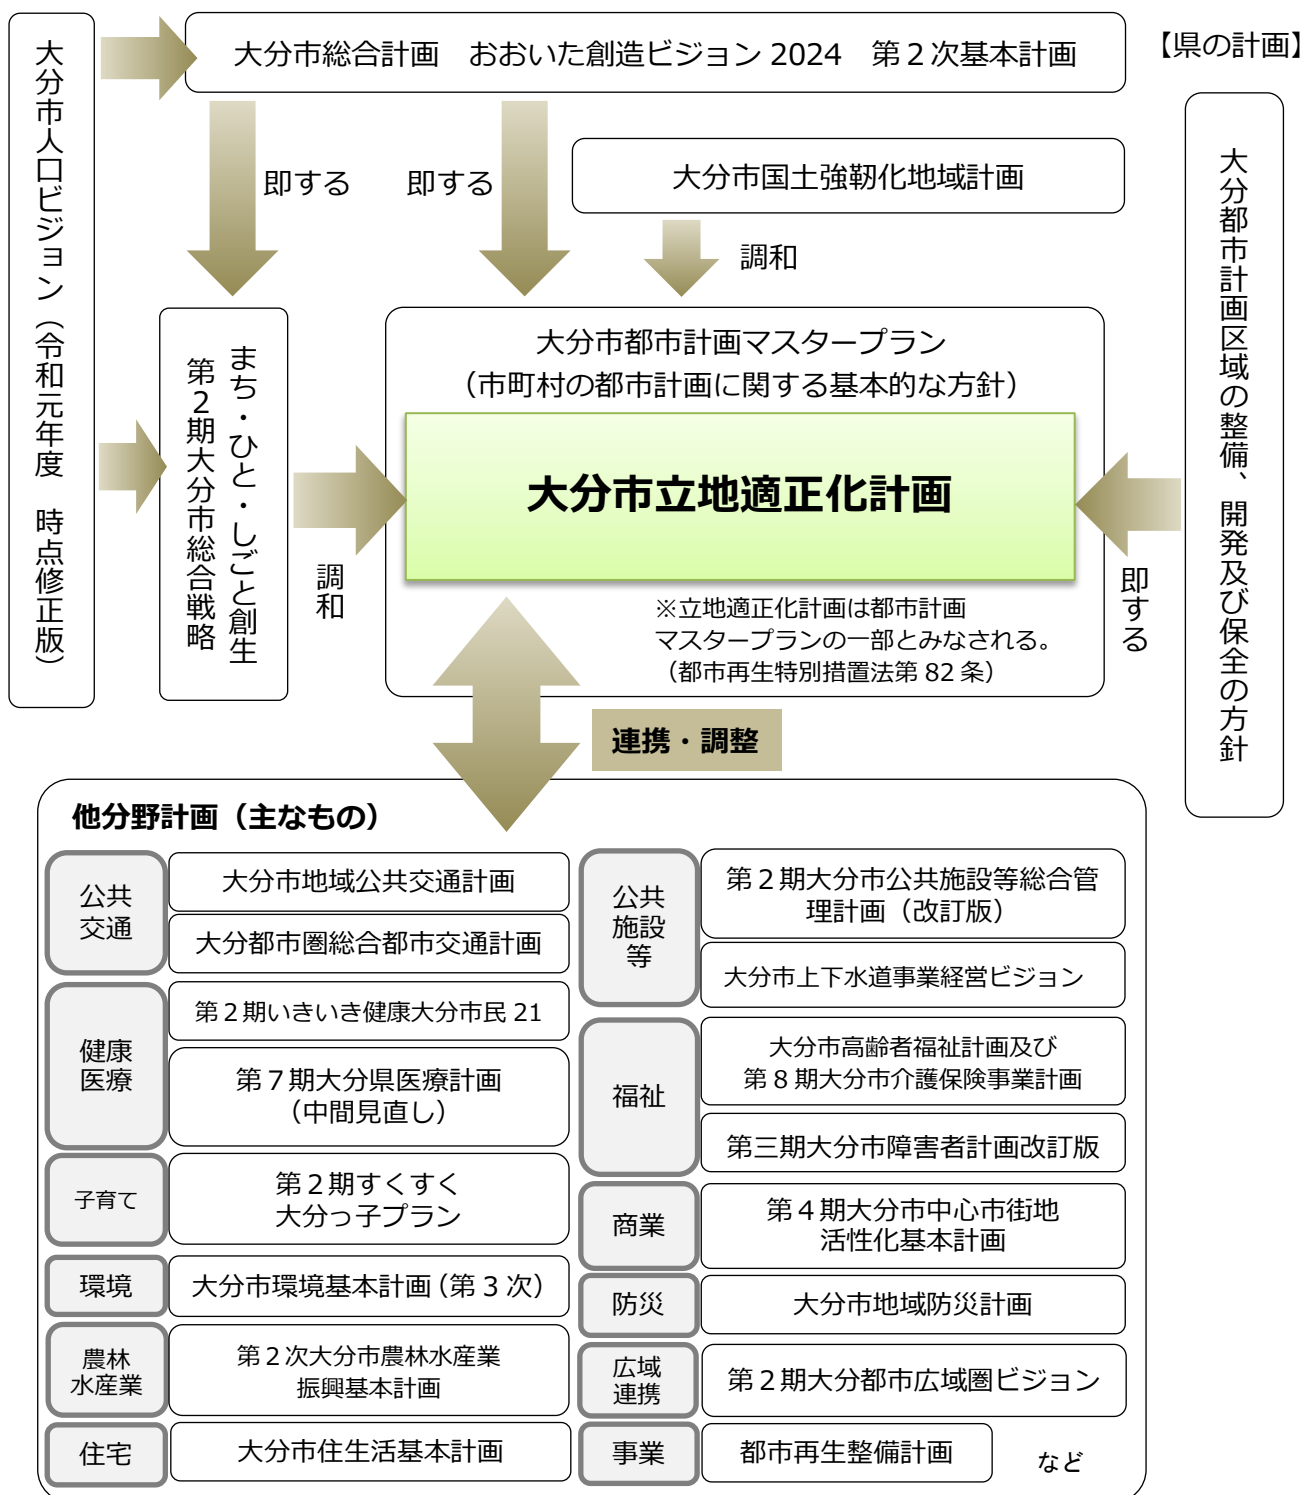 大分市総合計画　おおいた創造ビジョン 2024　第２次基本計画
【県の計画】
大分市人口ビジョン（令和元年度　時点修正版）
即する
即する
大分市国土強靭化地域計画
調和
大分都市計画区域の整備、開発及び保全の方針
まち・ひと・しごと創生
第２期大分市総合戦略
大分市都市計画マスタープラン
（市町村の都市計画に関する基本的な方針）
大分市立地適正化計画
調和
即する
※立地適正化計画は都市計画
マスタープランの一部とみなされる。
（都市再生特別措置法第 82 条）
連携・調整
他分野計画（主なもの）
公共
交通
大分市地域公共交通計画
大分都市圏総合都市交通計画
健康
医療
第２期いきいき健康大分市民 21
第７期大分県医療計画
（中間見直し）
子育て
第２期すくすく
大分っ子プラン
環境
大分市環境基本計画（第３次）
農林
水産業
第２次大分市農林水産業
振興基本計画
住宅
大分市住生活基本計画
公共
施設
等
第２期大分市公共施設等総合管
理計画（改訂版）
大分市上下水道事業経営ビジョン
福祉
大分市高齢者福祉計画及び
第８期大分市介護保険事業計画
第三期大分市障害者計画改訂版
商業
第４期大分市中心市街地
活性化基本計画
防災
大分市地域防災計画
広域
連携
第２期大分都市広域圏ビジョン
事業
都市再生整備計画
など